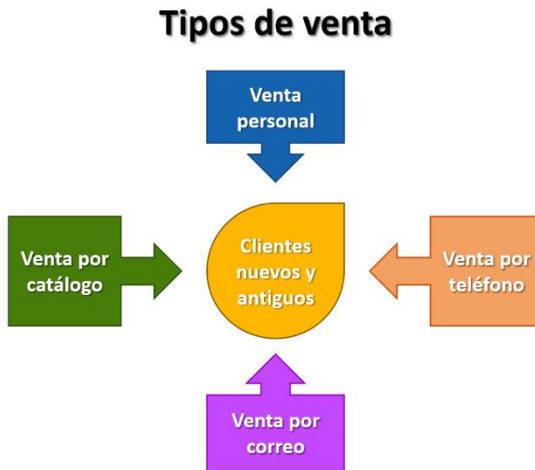 Tipos de venta
Venta
personal
Venta por
catálogo
Clientes
nuevos y
antiguos
Venta por
teléfono
Venta por
correo